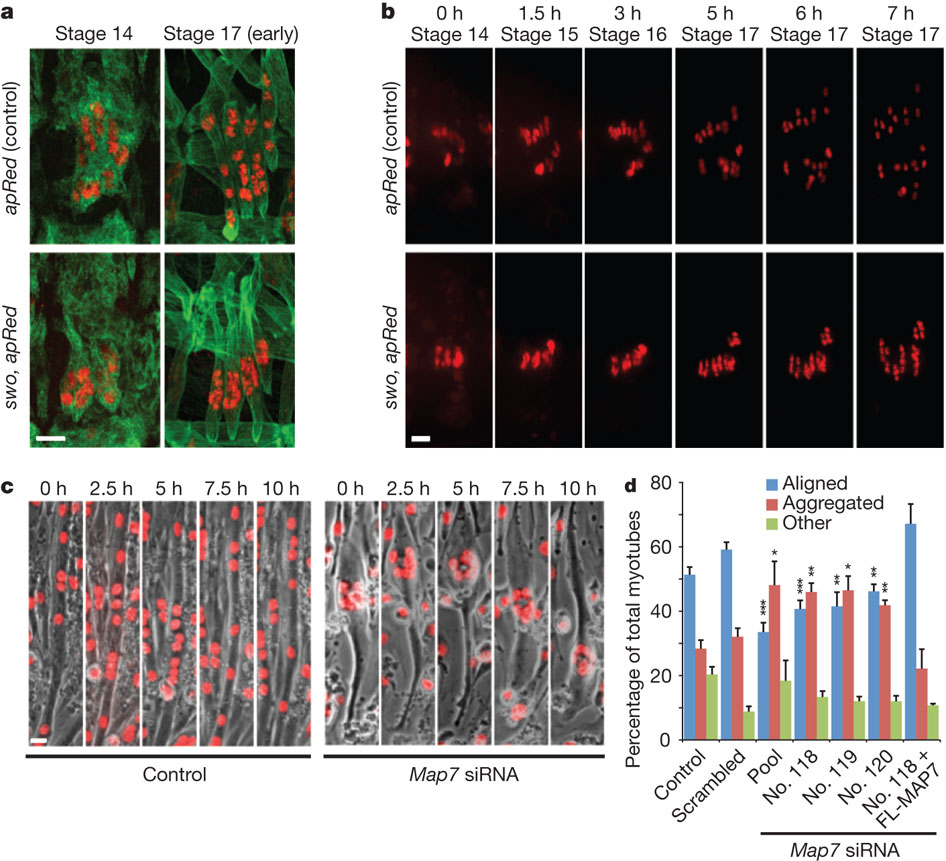 a
Stage 14 Stage 17 (early)
apRed (control)
swo, apRed
b
0 h 1.5 h 3 h 5 h 6 h 7 h
Stage 14 Stage 15 Stage 16 Stage 17 Stage 17 Stage 17
apRed (control)
swo, apRed
c
0 h 2.5 h 5 h 7.5 h 10 h 0 h 2.5 h 5 h 7.5 h 10 h
Control Map7 siRNA
d
Percentage of total myotubes
80
60
40
20
0
Aligned
Aggregated
Other
*** * *** ** ** * ** **
Control
Scrambled
Pool
No. 118
No. 119
No. 120
No. 118 +
FL-MAP7
Map7 siRNA